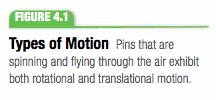 FIGURE 4.1
Types of Motion Pins that are
spinning and flying through the air exhibit
both rotational and translational motion.